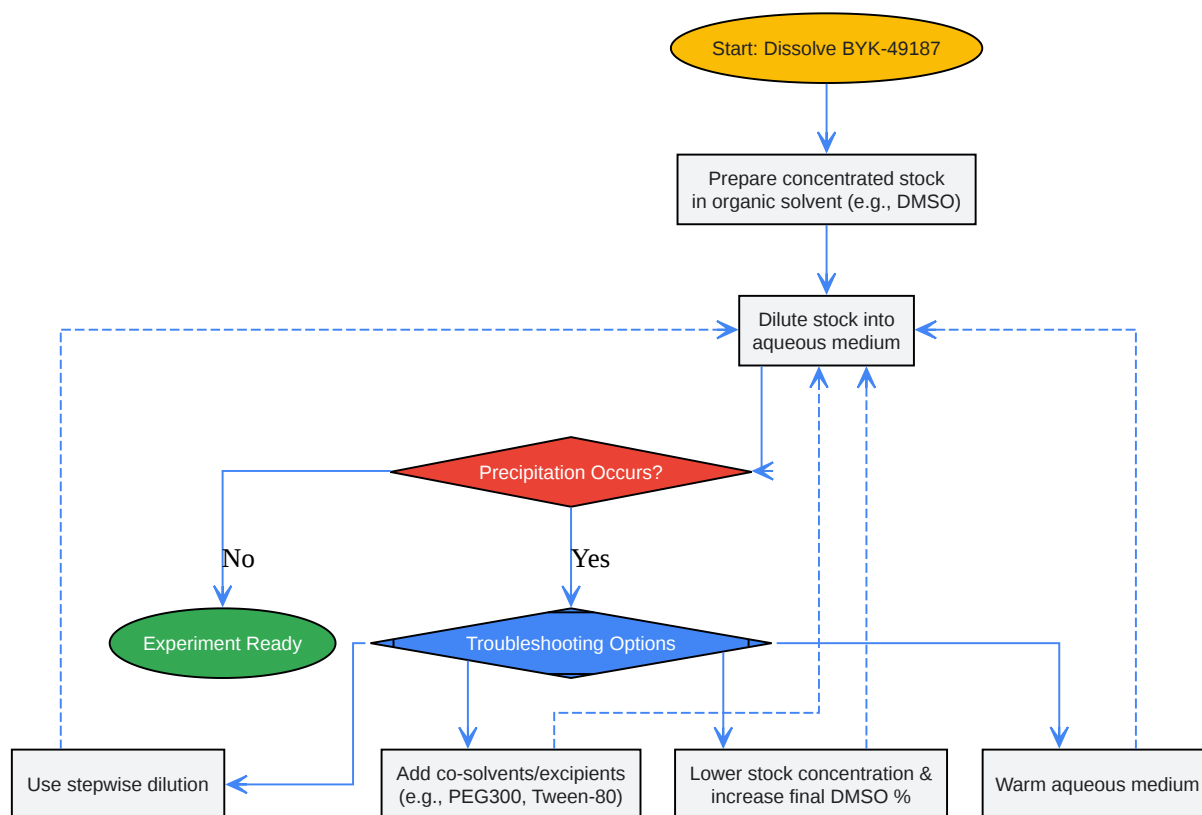 Start: Dissolve BYK-49187
Prepare concentrated stock
in organic solvent (e.g., DMSO)
Dilute stock into
aqueous medium
Precipitation Occurs?
No
Yes
Experiment Ready
Troubleshooting Options
Use stepwise dilution
Add co-solvents/excipients
(e.g., PEG300, Tween-80)
Lower stock concentration &
increase final DMSO %
Warm aqueous medium